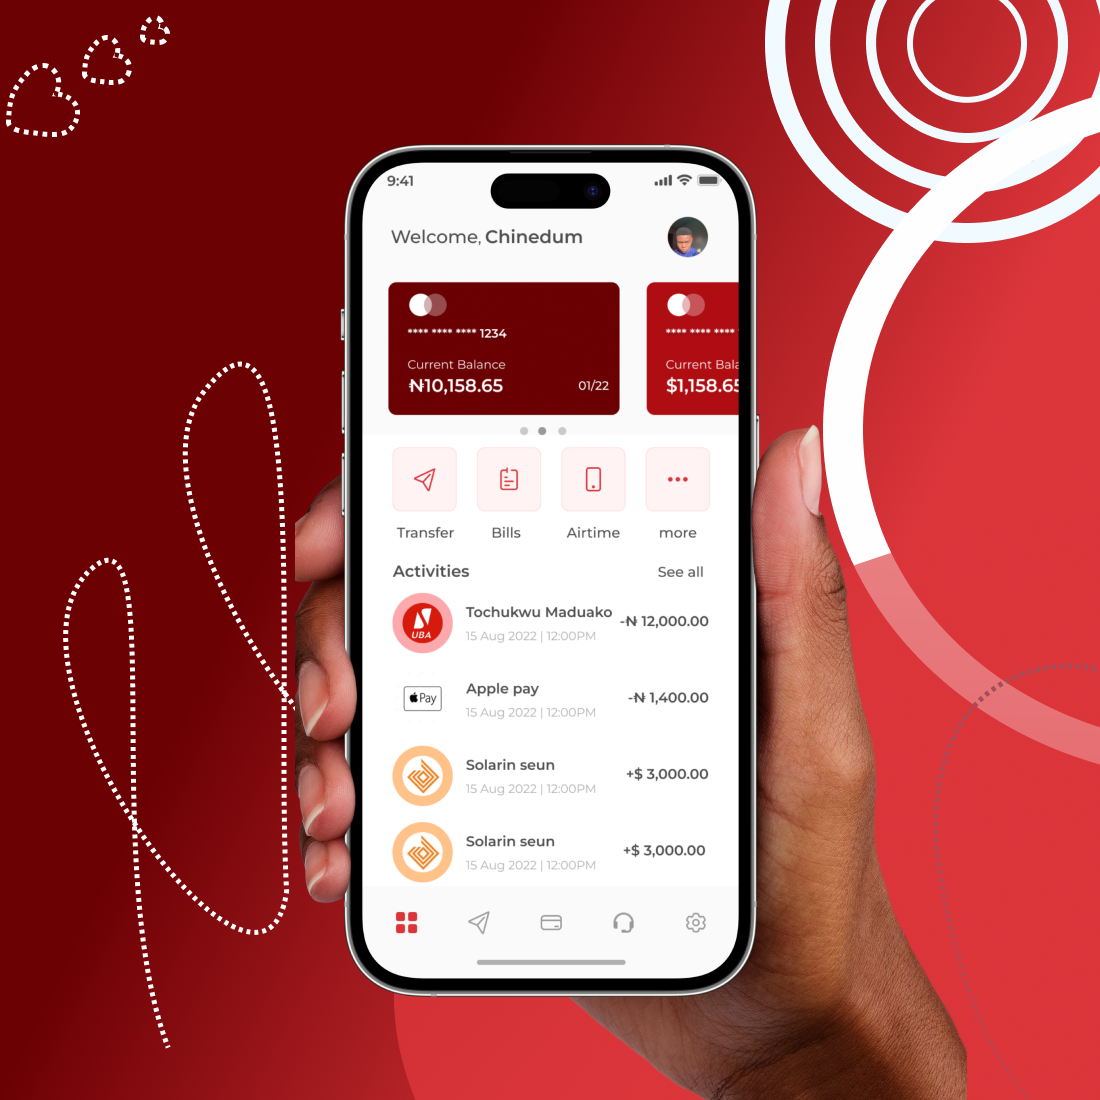 9:41
Welcome, Chinedum
**** **** **** 1234
Current Balance
₦10,158.65
01/22
**** **** ****
Current Bala
$1,158.65
Transfer
Bills
Airtime
more
Activities
See all
UBA
Tochukwu Maduako
-₦ 12,000.00
15 Aug 2022 | 12:00PM
Pay
Apple pay
-₦ 1,400.00
15 Aug 2022 | 12:00PM
Solarin seun
+$ 3,000.00
15 Aug 2022 | 12:00PM
Solarin seun
+$ 3,000.00
15 Aug 2022 | 12:00PM